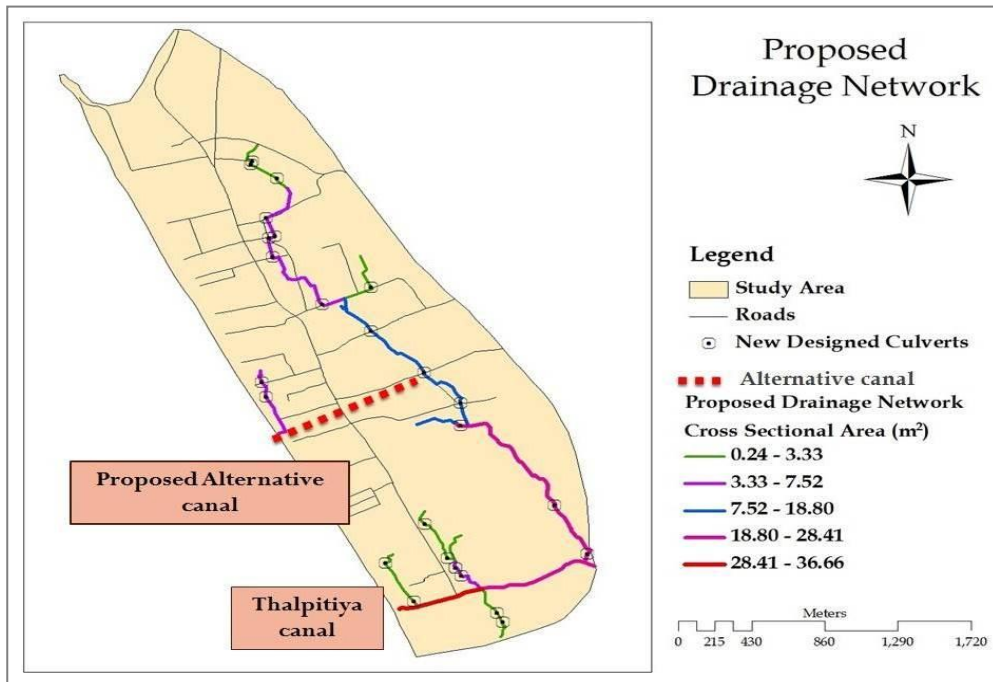 Proposed
Drainage Network
N
Legend
Study Area
Roads
New Designed Culverts
Alternative canal
Proposed Drainage Network
Cross Sectional Area (m²)
0.24 - 3.33
3.33 - 7.52
7.52 - 18.80
18.80 - 28.41
28.41 - 36.66
Meters
0 215 430 860 1,290 1,720
Proposed Alternative
canal
Thalpitiya
canal